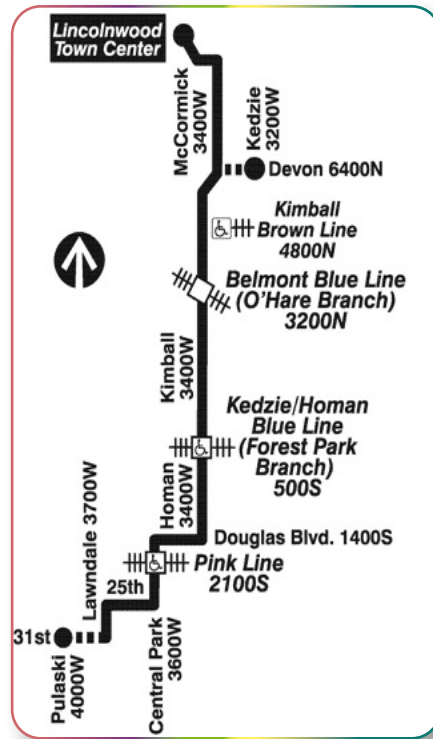 Lincolnwood
Town Center
McCormick
3400W
Kedzie
3200W
Devon 6400N
Kimball
Brown Line
4800N
Belmont Blue Line
(O'Hare Branch)
3200N
Kimball
3400W
Kedzie/Homan
Blue Line
(Forest Park
Branch)
500S
Homan
3400W
Douglas Blvd. 1400S
Lawndale 3700W
Pink Line
2100S
25th
31st
Pulaski
4000W
Central Park
3600W